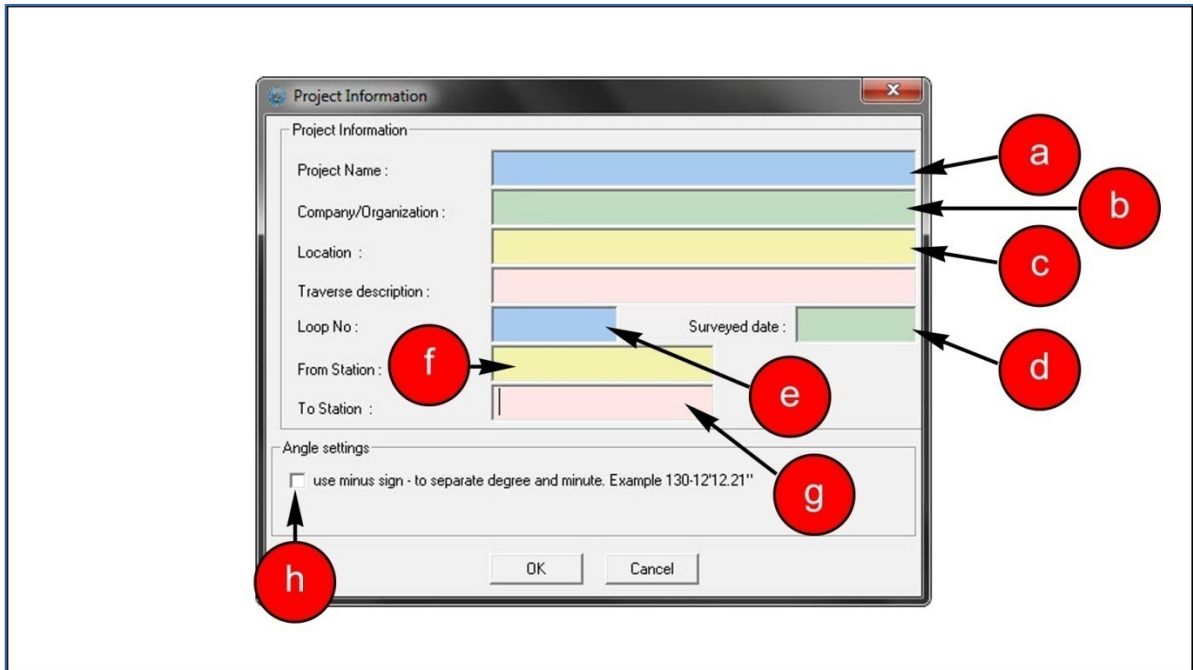 Project Information
x
Project Information
Project Name :
a
Company/Organization :
b
Location :
c
Traverse description :
Loop No :
Surveyed date :
d
e
From Station :
f
To Station :
g
Angle settings
use minus sign - to separate degree and minute. Example 130-12'12.21''
h
OK
Cancel